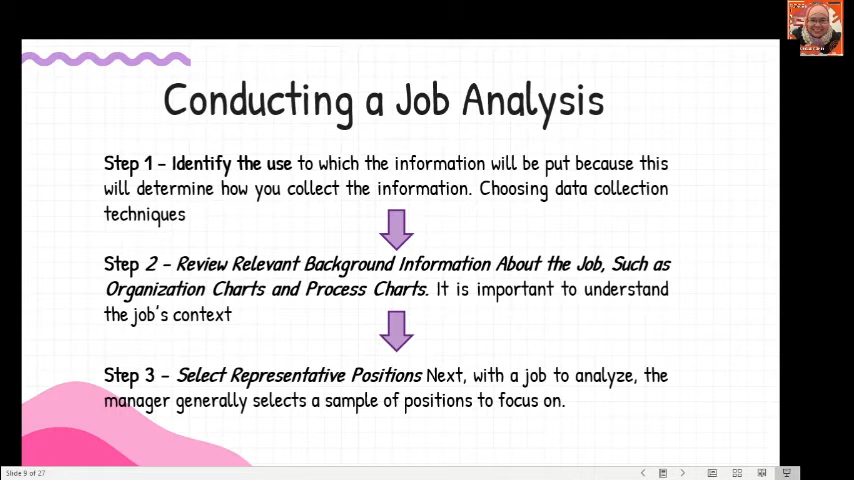 Conducting a Job Analysis
Step 1 - Identify the use to which the information will be put because this
will determine how you collect the information. Choosing data collection
techniques
Step 2 - Review Relevant Background Information About the Job, Such as
Organization Charts and Process Charts. It is important to understand
the job's context
Step 3 - Select Representative Positions Next, with a job to analyze, the
manager generally selects a sample of positions to focus on.
Slide 9 of 27